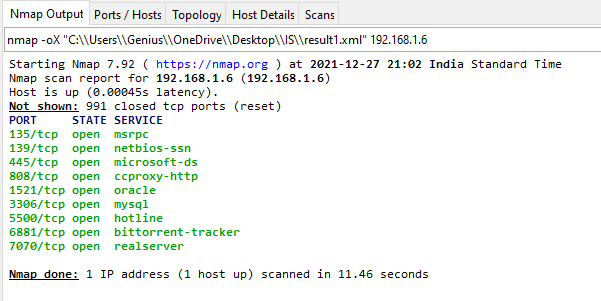 Nmap Output Ports / Hosts Topology Host Details Scans
nmap -oX "C:\\Users\\Genius\\OneDrive\\Desktop\\IS\\result1.xml" 192.168.1.6
Starting Nmap 7.92 ( https://nmap.org ) at 2021-12-27 21:02 India Standard Time
Nmap scan report for 192.168.1.6 (192.168.1.6)
Host is up (0.00045s latency).
Not shown: 991 closed tcp ports (reset)
PORT STATE SERVICE
135/tcp open msrpc
139/tcp open netbios-ssn
445/tcp open microsoft-ds
808/tcp open ccproxy-http
1521/tcp open oracle
3306/tcp open mysql
5500/tcp open hotline
6881/tcp open bittorrent-tracker
7070/tcp open realserver
Nmap done: 1 IP address (1 host up) scanned in 11.46 seconds